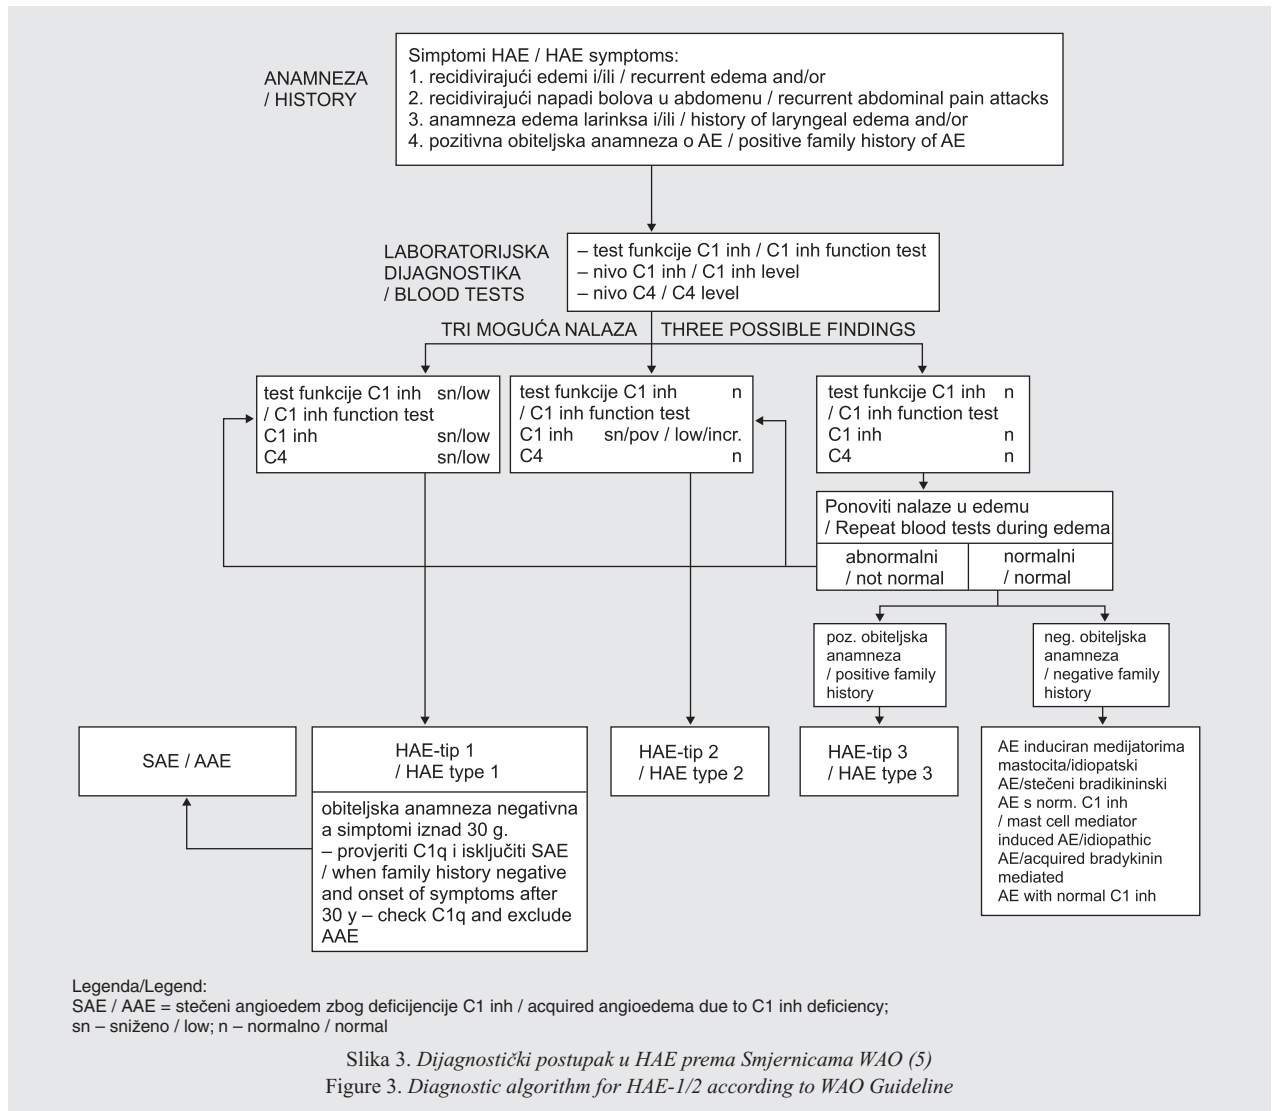 ANAMNEZA
/ HISTORY
Simptomi HAE / HAE symptoms:
1. recidivirajući edemi i/ili / recurrent edema and/or
2. recidivirajući napadi bolova u abdomenu / recurrent abdominal pain attacks
3. anamneza edema larinksa i/ili / history of laryngeal edema and/or
4. pozitivna obiteljska anamneza o AE / positive family history of AE
LABORATORIJSKA
DIJAGNOSTIKA
/ BLOOD TESTS
– test funkcije C1 inh / C1 inh function test
– nivo C1 inh / C1 inh level
– nivo C4 / C4 level
TRI MOGUĆA NALAZA THREE POSSIBLE FINDINGS
test funkcije C1 inh sn/low
/ C1 inh function test
C1 inh sn/low
C4 sn/low
test funkcije C1 inh n
/ C1 inh function test
C1 inh sn/pov / low/incr.
C4 n
test funkcije C1 inh n
/ C1 inh function test
C1 inh n
C4 n
Ponoviti nalaze u edemu
/ Repeat blood tests during edema
abnormalni
/ not normal
normalni
/ normal
poz. obiteljska
anamneza
/ positive family
history
neg. obiteljska
anamneza
/ negative family
history
SAE / AAE
HAE-tip 1
/ HAE type 1
obiteljska anamneza negativna
a simptomi iznad 30 g.
– provjeriti C1q i isključiti SAE
/ when family history negative
and onset of symptoms after
30 y – check C1q and exclude
AAE
HAE-tip 2
/ HAE type 2
HAE-tip 3
/ HAE type 3
AE induciran medijatorima
mastocita/idiopatski
AE/stečeni bradikininski
AE s norm. C1 inh
/ mast cell mediator
induced AE/idiopathic
AE/acquired bradykinin
mediated
AE with normal C1 inh
Legenda/Legend:
SAE / AAE = stečeni angioedem zbog deficijencije C1 inh / acquired angioedema due to C1 inh deficiency;
sn – sniženo / low; n – normalno / normal
Slika 3. Dijagnostički postupak u HAE prema Smjernicama WAO (5)
Figure 3. Diagnostic algorithm for HAE-1/2 according to WAO Guideline